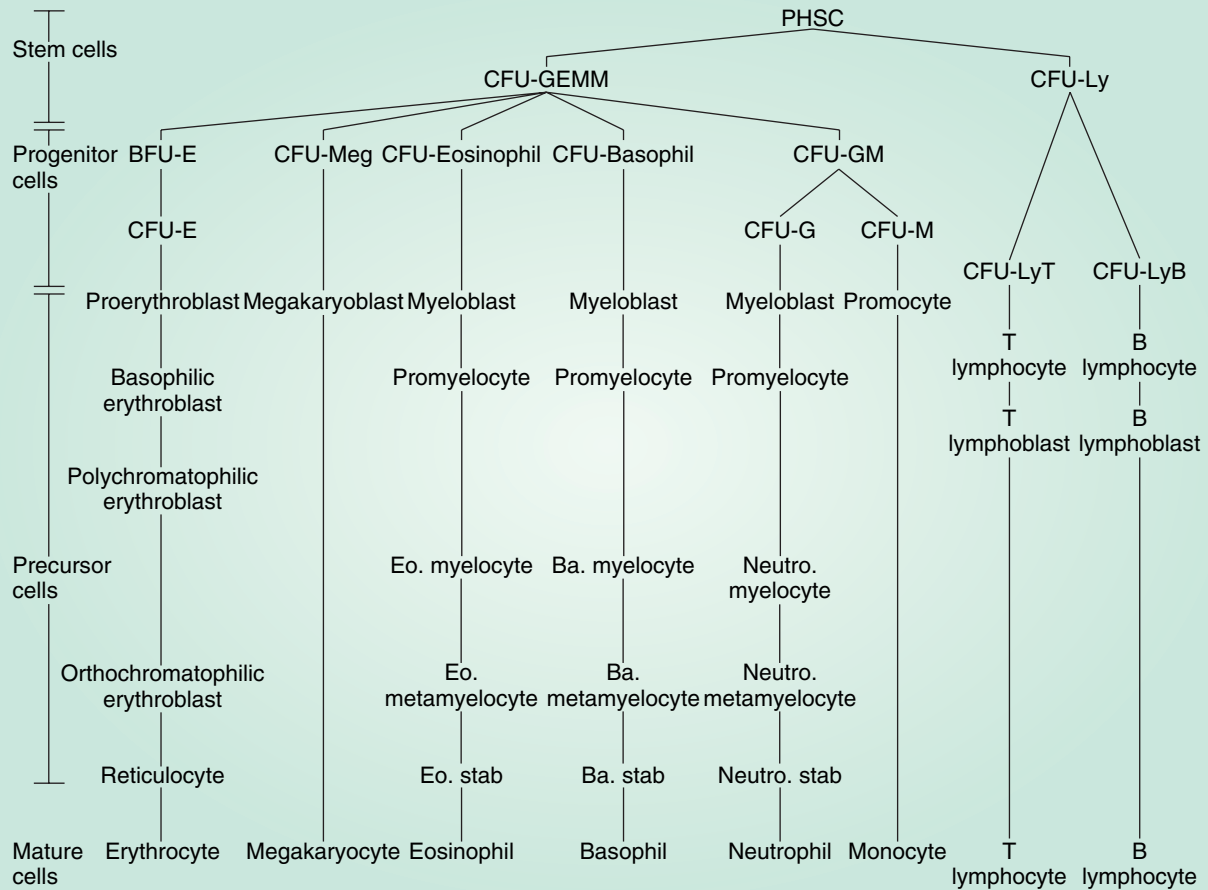 PHSC
Stem cells
CFU-GEMM
CFU-Ly
Progenitor
cells
BFU-E
CFU-Meg
CFU-Eosinophil
CFU-Basophil
CFU-GM
CFU-E
CFU-G
CFU-M
CFU-LyT
CFU-LyB
Proerythroblast
Megakaryoblast
Myeloblast
Myeloblast
Myeloblast
Promocyte
T
lymphocyte
B
lymphocyte
Basophilic
erythroblast
Promyelocyte
Promyelocyte
Promyelocyte
T
lymphoblast
B
lymphoblast
Polychromatophilic
erythroblast
Precursor
cells
Eo. myelocyte
Ba. myelocyte
Neutro.
myelocyte
Orthochromatophilic
erythroblast
Eo.
metamyelocyte
Ba.
metamyelocyte
Neutro.
metamyelocyte
Reticulocyte
Eo. stab
Ba. stab
Neutro. stab
Mature
cells
Erythrocyte
Megakaryocyte
Eosinophil
Basophil
Neutrophil
Monocyte
T
lymphocyte
B
lymphocyte